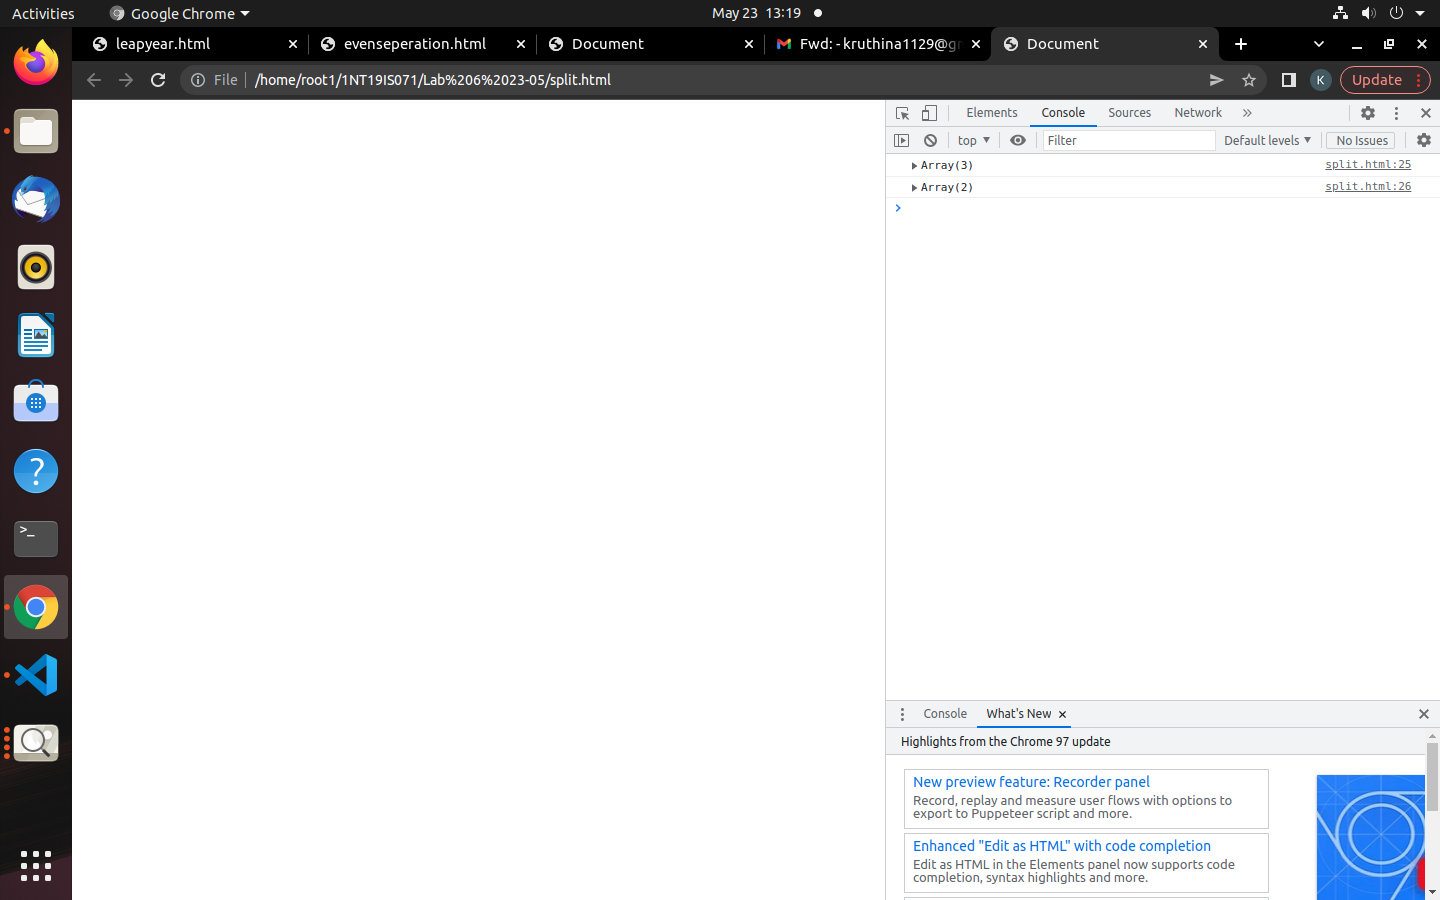 Activities Google Chrome May 23 13:19
leapyear.html evenseperation.html Document Fwd: - kruthina1129@gr Document
File /home/root1/1NT19IS071/Lab%206%2023-05/split.html K Update
Elements Console Sources Network
top Filter Default levels No Issues
Array(3) split.html:25
Array(2) split.html:26
Console What's New
Highlights from the Chrome 97 update
New preview feature: Recorder panel
Record, replay and measure user flows with options to
export to Puppeteer script and more.
Enhanced "Edit as HTML" with code completion
Edit as HTML in the Elements panel now supports code
completion, syntax highlights and more.